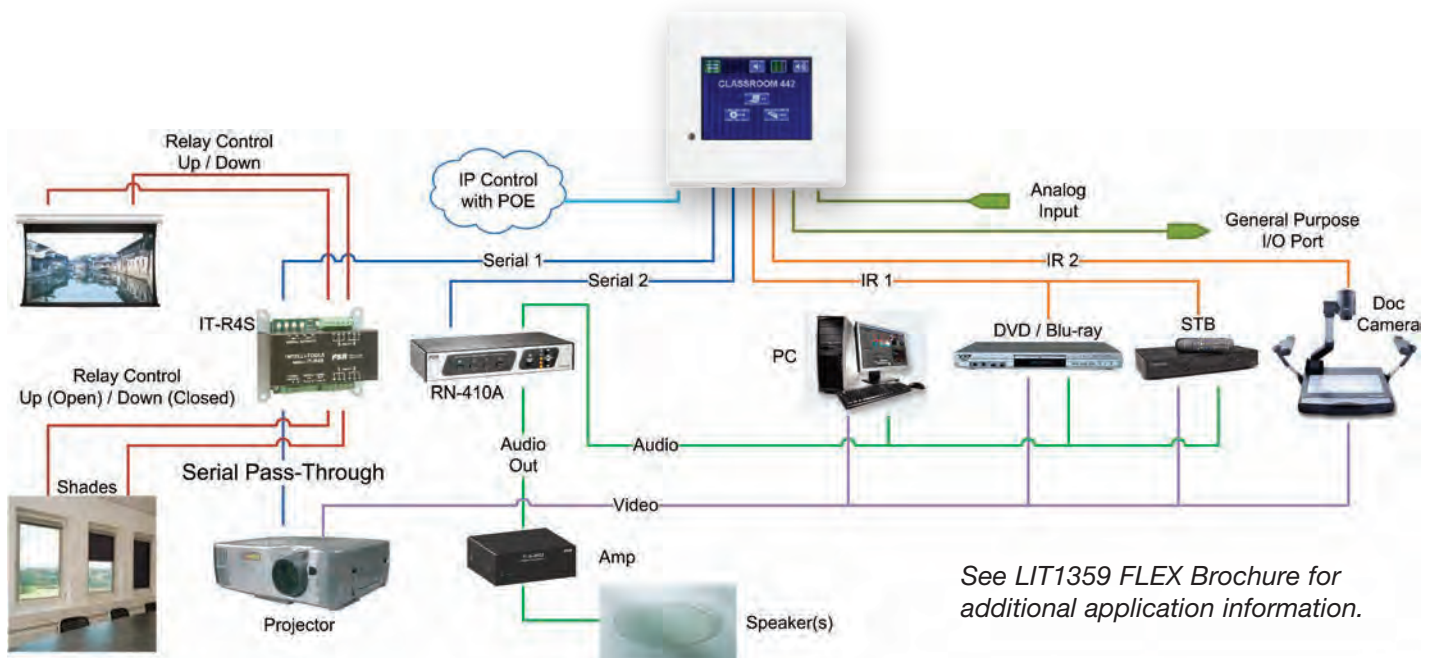 CLASSROOM 442
Relay Control
Up / Down
IP Control
with POE
Analog
Input
General Purpose
I/O Port
Serial 1
IR 2
Serial 2
IR 1
IT-R4S
Doc
Camera
DVD / Blu-ray
STB
PC
Relay Control
Up (Open) / Down (Closed)
RN-410A
Audio
Out
Audio
Serial Pass-Through
Shades
Video
Amp
See LIT1359 FLEX Brochure for
additional application information.
Projector
Speaker(s)